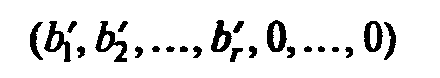 (b′₁, b′₂, ..., b′ᵣ, 0, ..., 0)